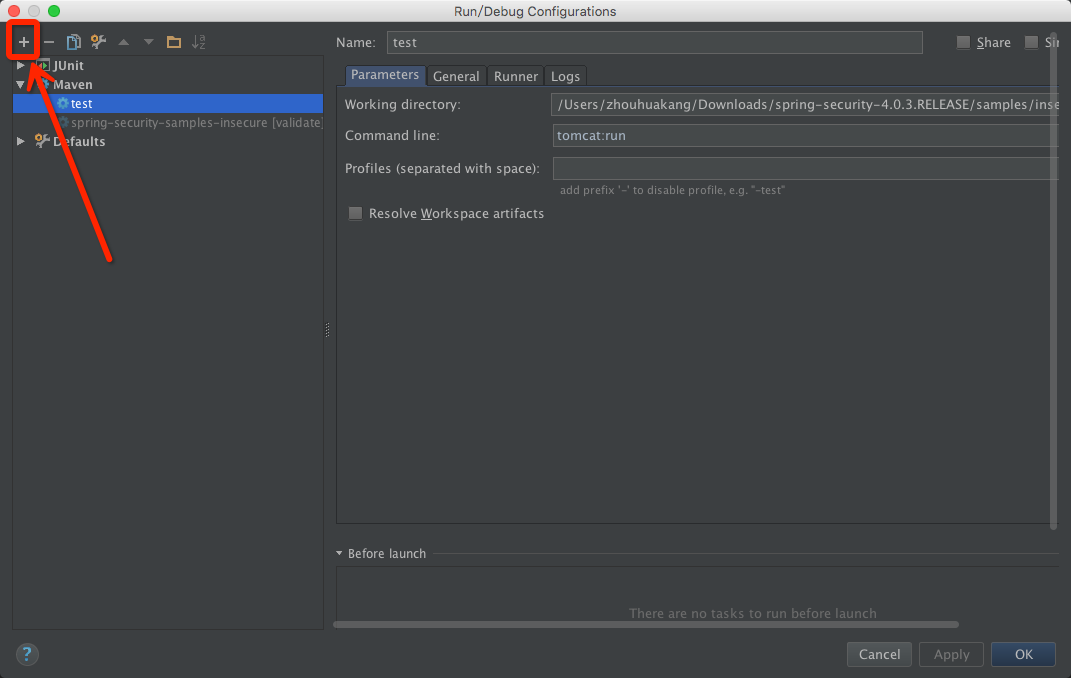 Run/Debug Configurations
Name: test Share
JUnit
Maven
test
spring-security-samples-insecure [validate]
Defaults
Parameters General Runner Logs
Working directory: /Users/zhouhuakang/Downloads/spring-security-4.0.3.RELEASE/samples/inse
Command line: tomcat:run
Profiles (separated with space):
add prefix '-' to disable profile, e.g. "-test"
Resolve Workspace artifacts
Before launch
There are no tasks to run before launch
? Cancel Apply OK